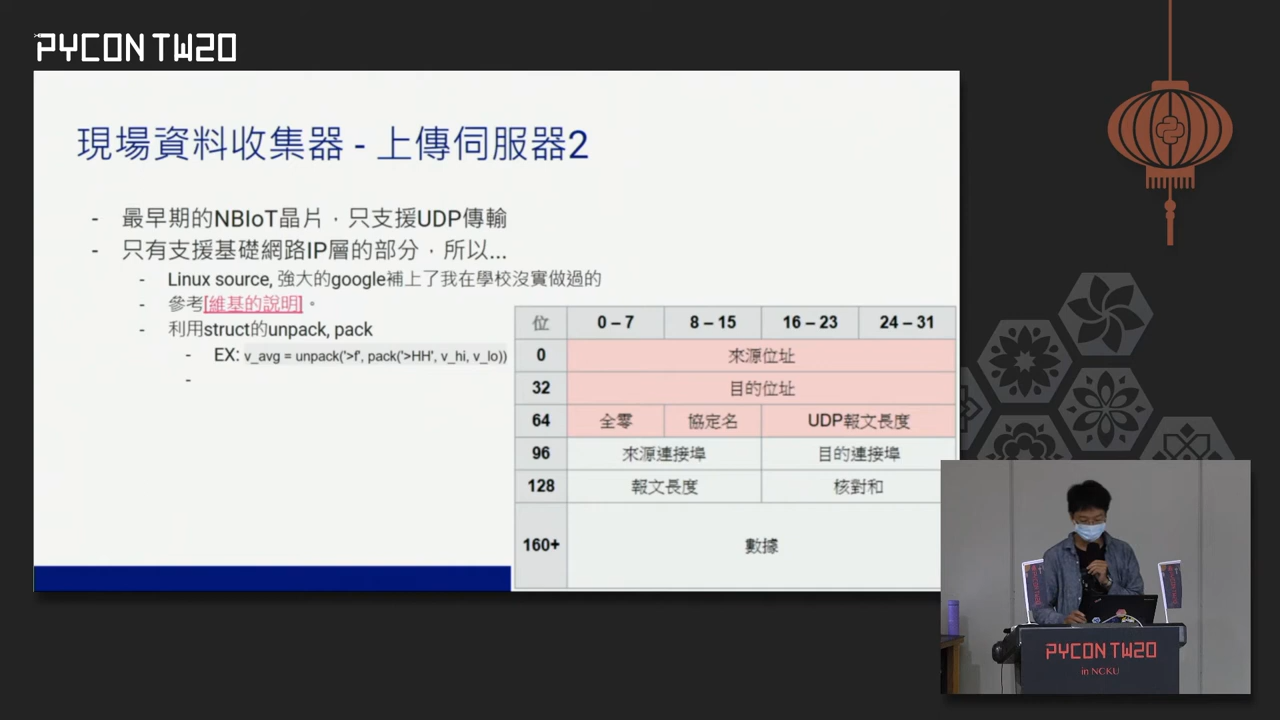 PYCON TW20
現場資料收集器 - 上傳伺服器2
- 最早期的NBIoT晶片，只支援UDP傳輸
- 只有支援基礎網路IP層的部分，所以...
- Linux source, 強大的google補上了我在學校沒實做過的
- 參考[維基的說明]。
- 利用struct的unpack, pack
- EX: v_avg = unpack('>f', pack('>HH', v_hi, v_lo))
-
位 0 – 7 8 – 15 16 – 23 24 – 31
0 來源位址
32 目的位址
64 全零 協定名 UDP報文長度
96 來源連接埠 目的連接埠
128 報文長度 核對和
160+ 數據
PYCON TW20
in NCKU